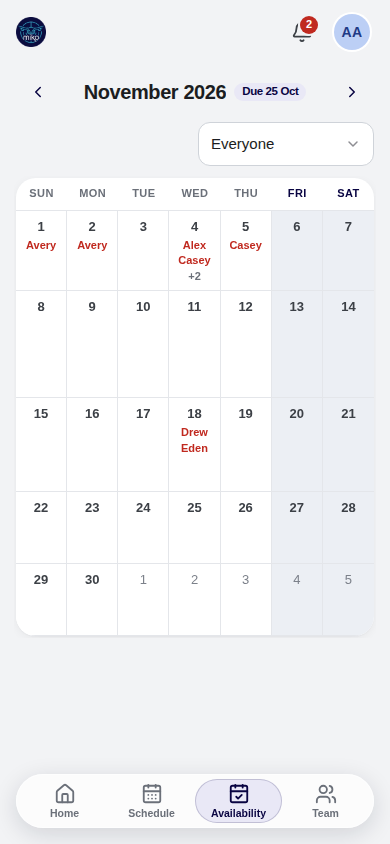 miko
2
AA
November 2026 Due 25 Oct
Everyone
SUN MON TUE WED THU FRI SAT
1 2 3 4 5 6 7
Avery Avery Alex Casey
Casey
+2
8 9 10 11 12 13 14
15 16 17 18 19 20 21
Drew
Eden
22 23 24 25 26 27 28
29 30 1 2 3 4 5
Home Schedule Availability Team